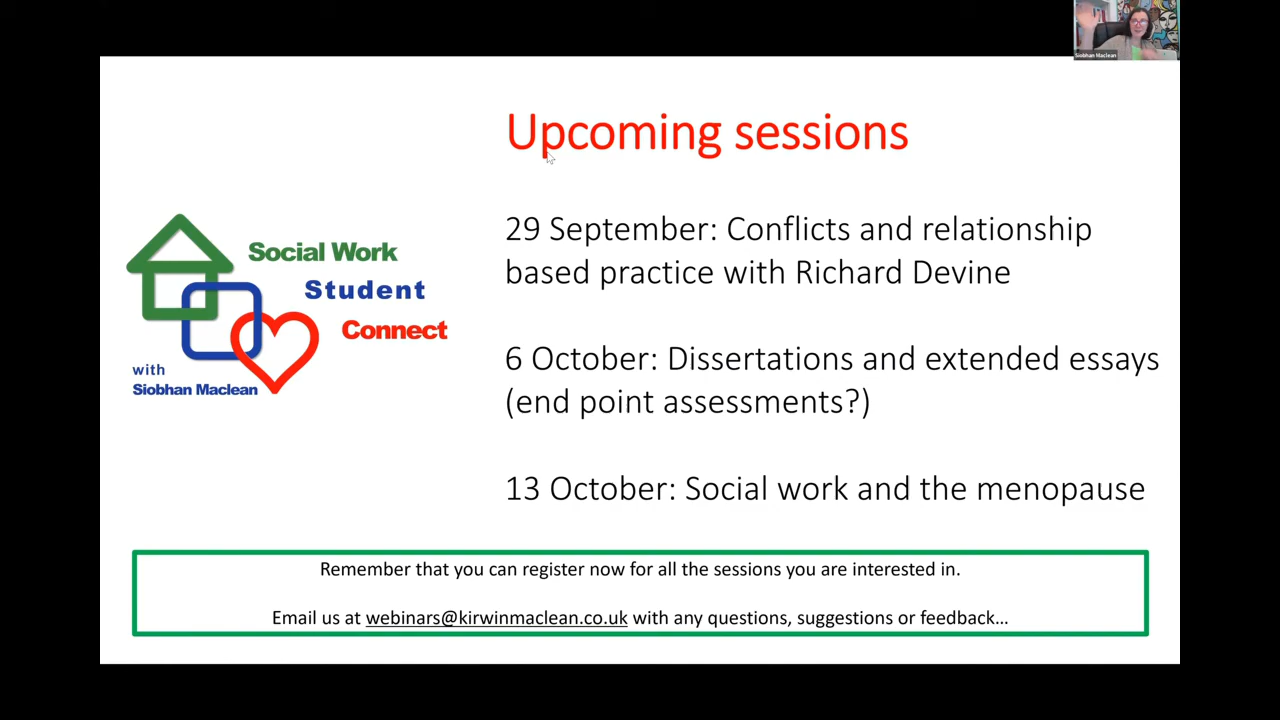 Siobhan Maclean
Upcoming sessions
Social Work
Student
Connect
with
Siobhan Maclean
29 September: Conflicts and relationship
based practice with Richard Devine
6 October: Dissertations and extended essays
(end point assessments?)
13 October: Social work and the menopause
Remember that you can register now for all the sessions you are interested in.
Email us at webinars@kirwinmaclean.co.uk with any questions, suggestions or feedback…